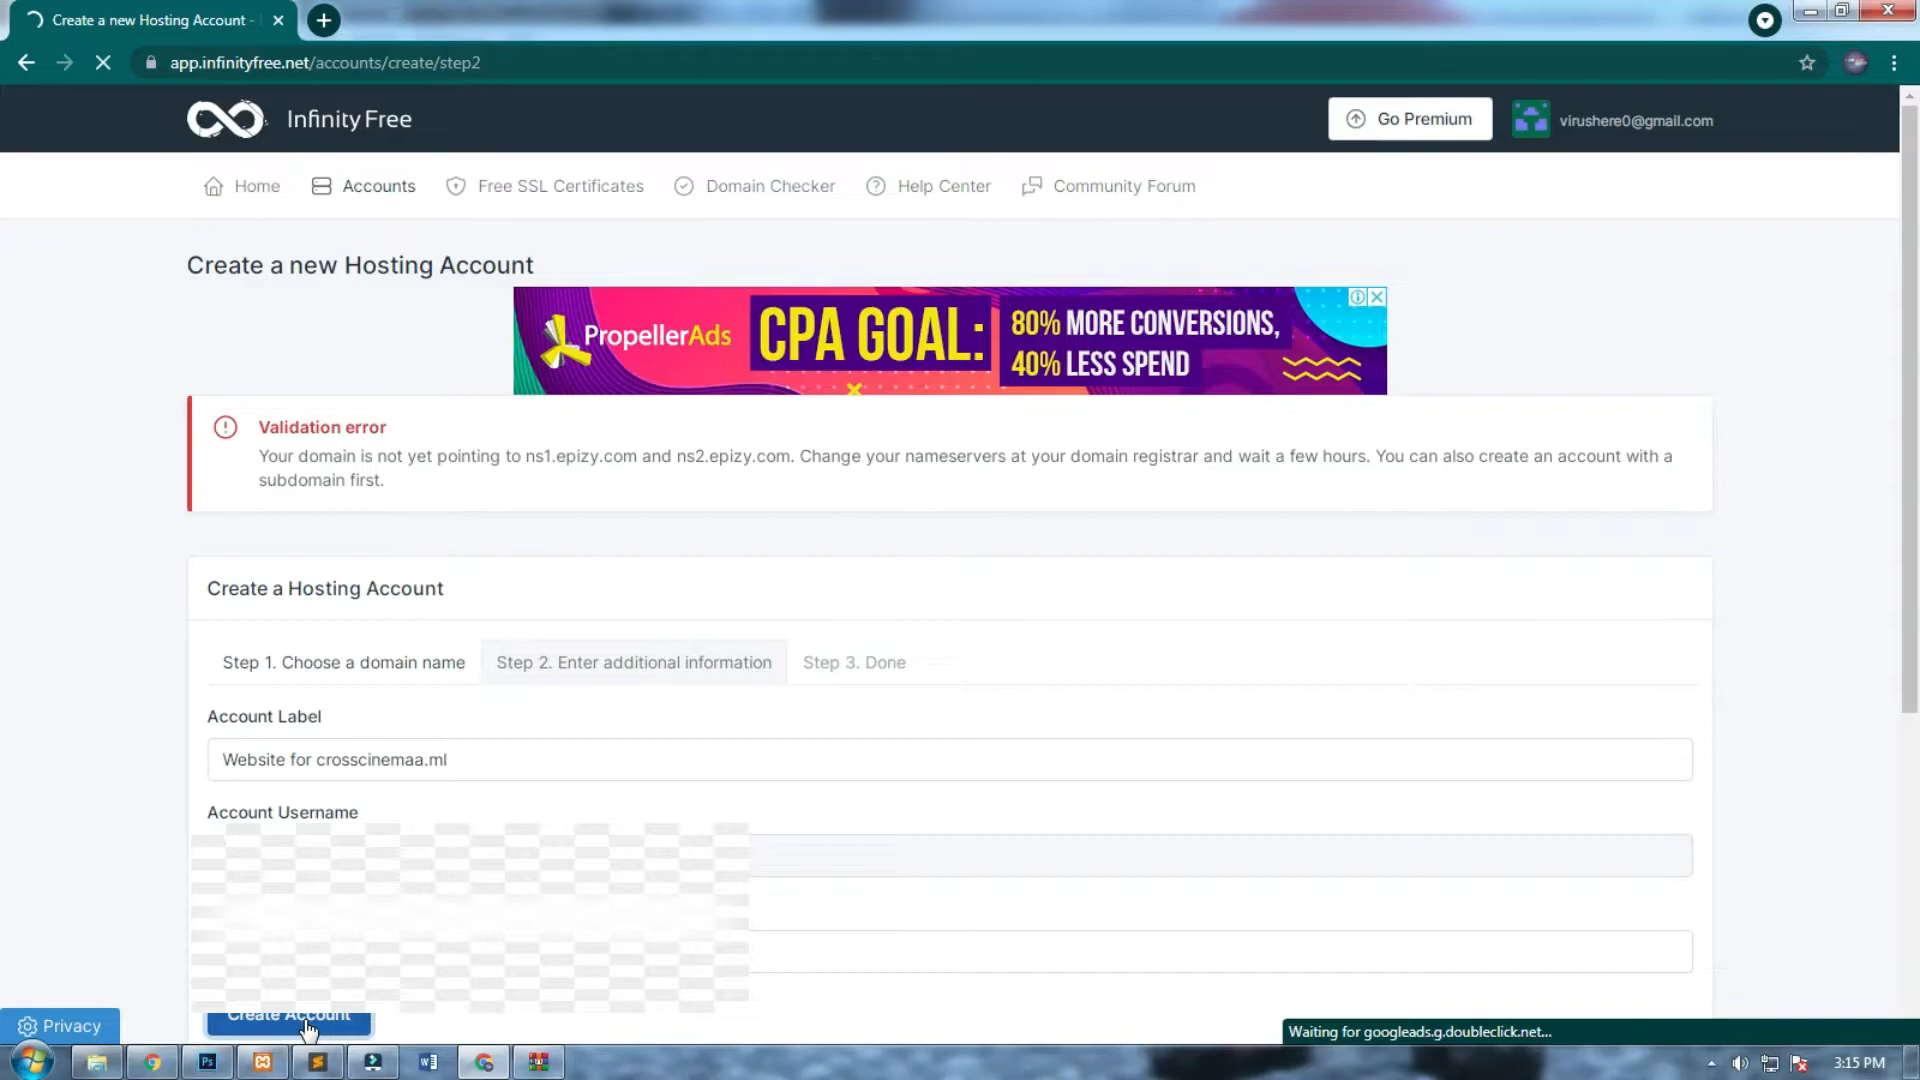 Create a new Hosting Account -
app.infinityfree.net/accounts/create/step2
Infinity Free
Go Premium
virushere0@gmail.com
Home
Accounts
Free SSL Certificates
Domain Checker
Help Center
Community Forum
Create a new Hosting Account
PropellerAds
CPA GOAL:
80% MORE CONVERSIONS,
40% LESS SPEND
Validation error
Your domain is not yet pointing to ns1.epizy.com and ns2.epizy.com. Change your nameservers at your domain registrar and wait a few hours. You can also create an account with a
subdomain first.
Create a Hosting Account
Step 1. Choose a domain name
Step 2. Enter additional information
Step 3. Done
Account Label
Website for crosscinemaa.ml
Account Username
Create Account
Privacy
Waiting for googleads.g.doubleclick.net...
Ps
3:15 PM